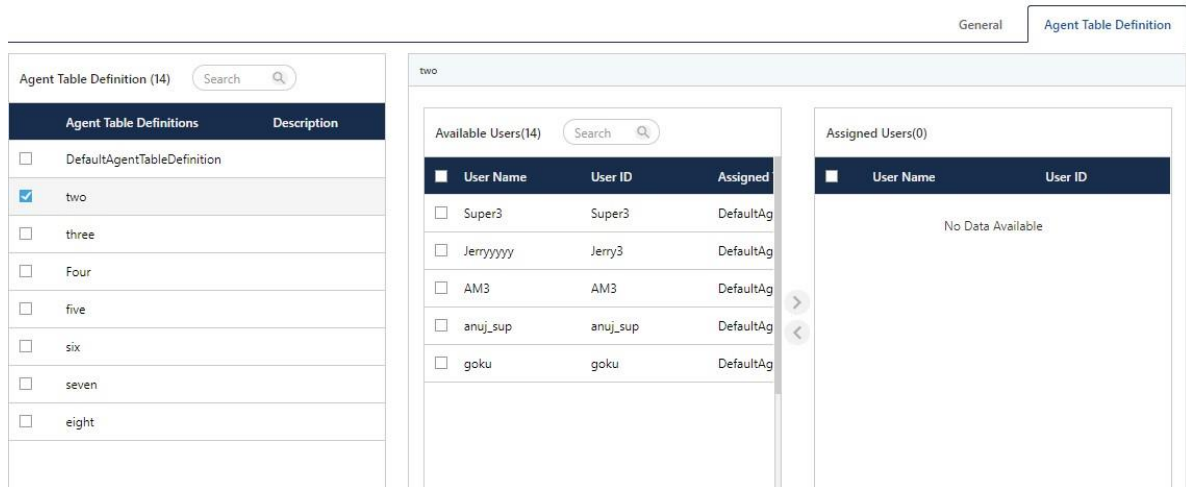 General Agent Table Definition
Agent Table Definition (14) Search
Agent Table Definitions Description
DefaultAgentTableDefinition
two
three
Four
five
six
seven
eight
two
Available Users(14) Search
User Name User ID Assigned
Super3 Super3 DefaultAg
Jerryyyyy Jerry3 DefaultAg
AM3 AM3 DefaultAg
anuj_sup anuj_sup DefaultAg
goku goku DefaultAg
Assigned Users(0)
User Name User ID
No Data Available